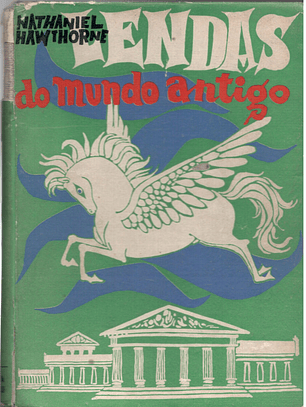 NATHANIEL
HAWTHORNE
LENDAS
do mundo antigo